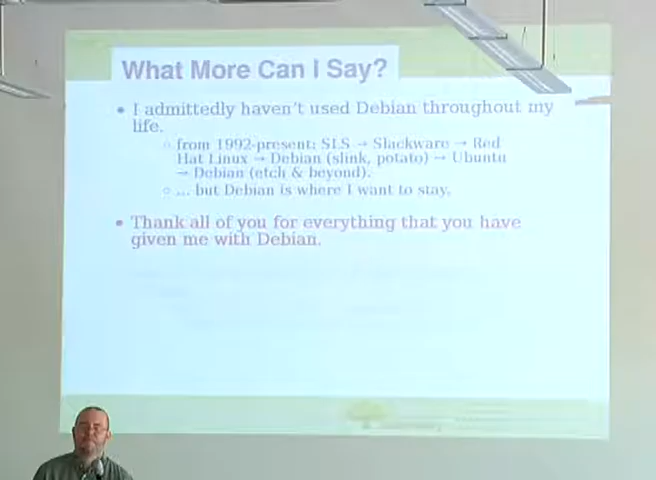 What More Can I Say?
• I admittedly haven't used Debian throughout my
life.
○ from 1992-present: SLS → Slackware → Red
Hat Linux → Debian (slink, potato) → Ubuntu
→ Debian (etch & beyond).
○ ... but Debian is where I want to stay.
• Thank all of you for everything that you have
given me with Debian.